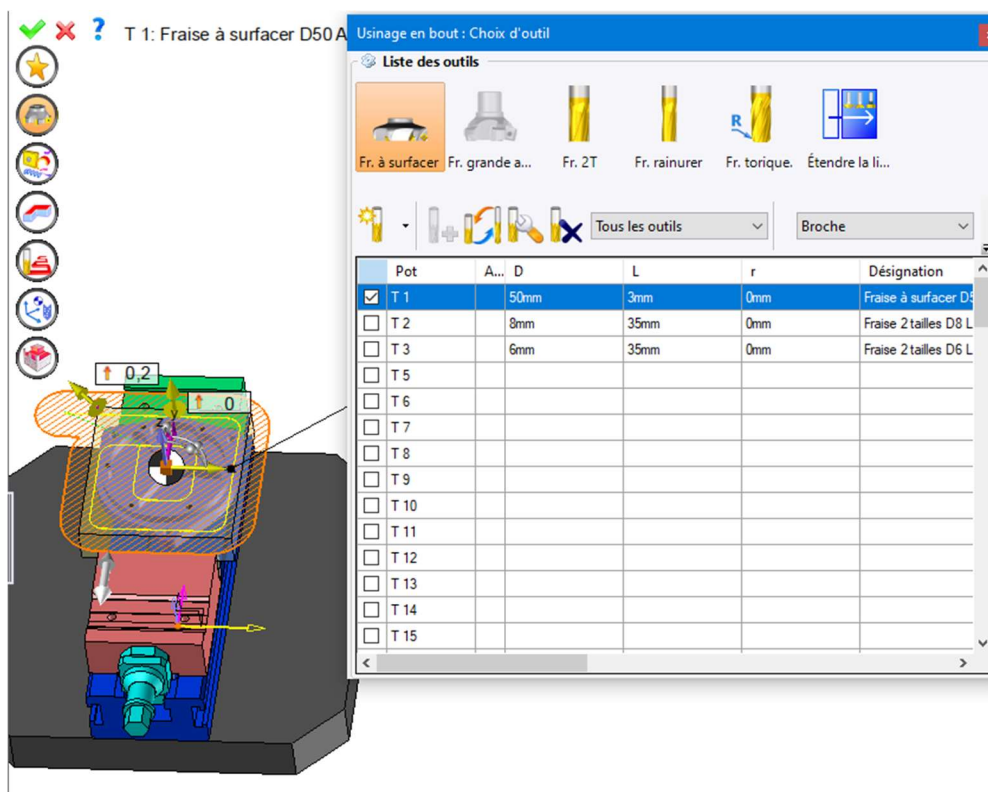 T 1: Fraise à surfacer D50 A
Usinage en bout : Choix d'outil
Liste des outils
Fr. à surfacer Fr. grande a... Fr. 2T Fr. rainurer Fr. torique. Étendre la li...
R
Tous les outils Broche
Pot A... D L r Désignation
T 1 50mm 3mm 0mm Fraise à surfacer D5
T 2 8mm 35mm 0mm Fraise 2 tailles D8 L
T 3 6mm 35mm 0mm Fraise 2 tailles D6 L
T 5
T 6
T 7
T 8
T 9
T 10
T 11
T 12
T 13
T 14
T 15
0,2
0
Z